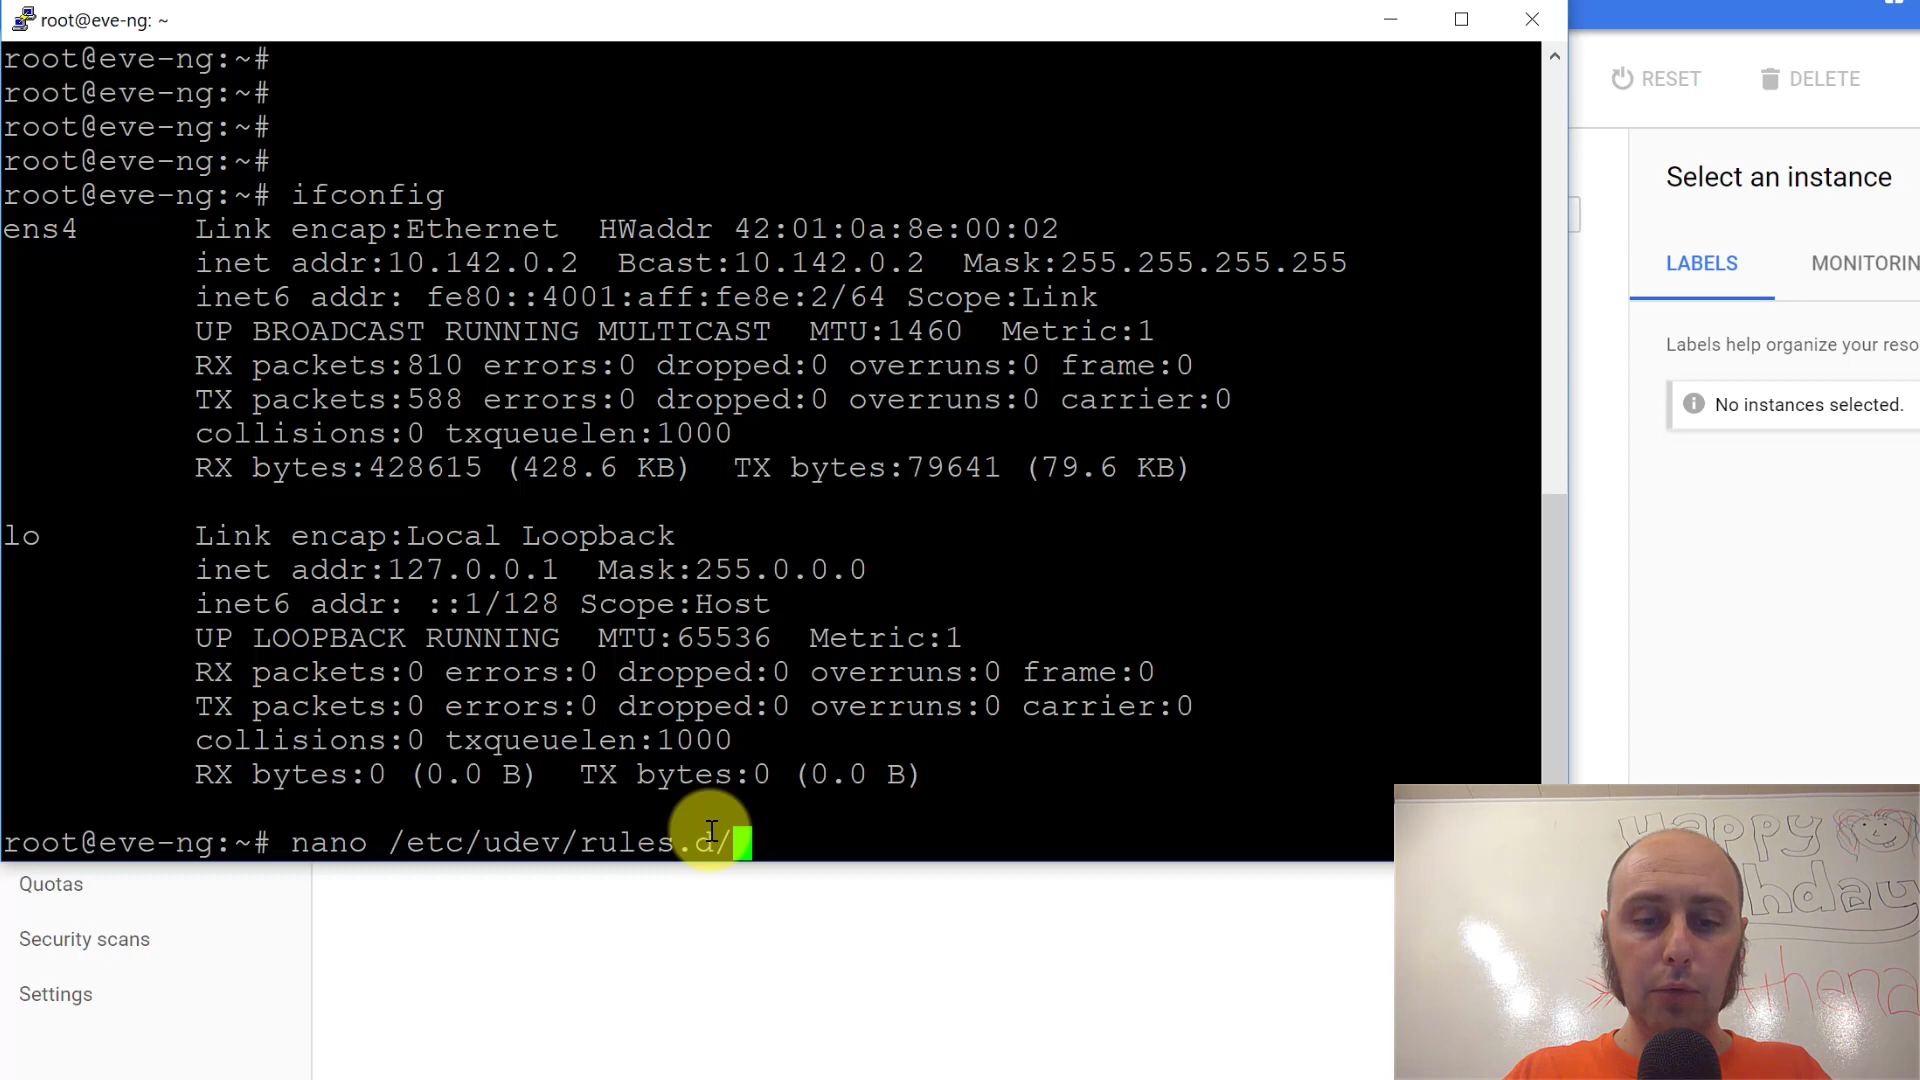 root@eve-ng: ~
root@eve-ng:~#
root@eve-ng:~#
root@eve-ng:~#
root@eve-ng:~#
root@eve-ng:~# ifconfig
ens4 Link encap:Ethernet HWaddr 42:01:0a:8e:00:02
inet addr:10.142.0.2 Bcast:10.142.0.2 Mask:255.255.255.255
inet6 addr: fe80::4001:aff:fe8e:2/64 Scope:Link
UP BROADCAST RUNNING MULTICAST MTU:1460 Metric:1
RX packets:810 errors:0 dropped:0 overruns:0 frame:0
TX packets:588 errors:0 dropped:0 overruns:0 carrier:0
collisions:0 txqueuelen:1000
RX bytes:428615 (428.6 KB) TX bytes:79641 (79.6 KB)
lo Link encap:Local Loopback
inet addr:127.0.0.1 Mask:255.0.0.0
inet6 addr: ::1/128 Scope:Host
UP LOOPBACK RUNNING MTU:65536 Metric:1
RX packets:0 errors:0 dropped:0 overruns:0 frame:0
TX packets:0 errors:0 dropped:0 overruns:0 carrier:0
collisions:0 txqueuelen:1000
RX bytes:0 (0.0 B) TX bytes:0 (0.0 B)
root@eve-ng:~# nano /etc/udev/rules.d/
RESET DELETE
Select an instance
LABELS MONITORIN
Labels help organize your reso
No instances selected.
Quotas
Security scans
Settings
Happy